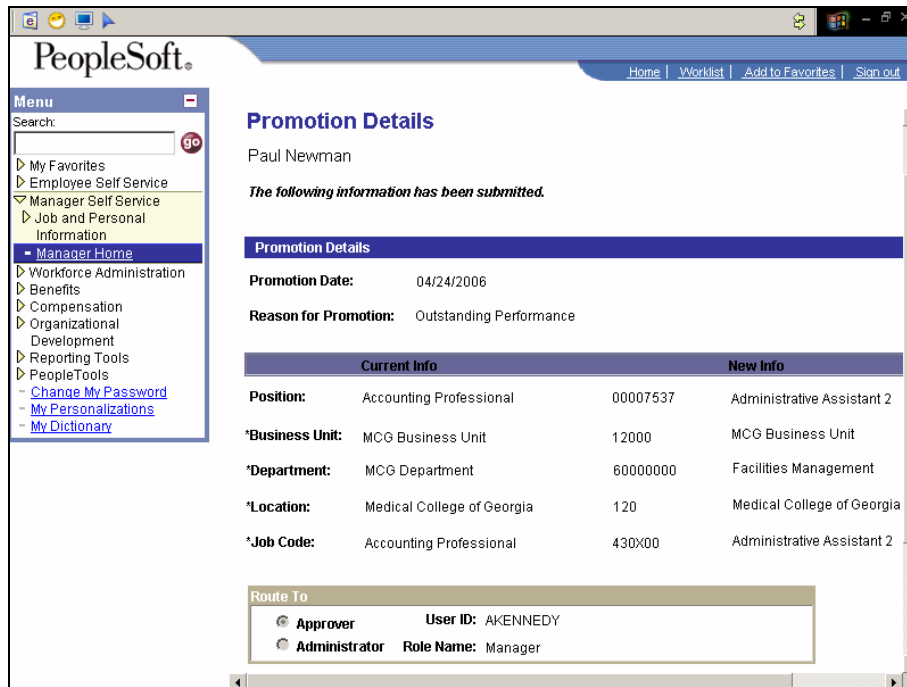 PeopleSoft.
Home | Worklist | Add to Favorites | Sign out
Menu
Search:
go
My Favorites
Employee Self Service
Manager Self Service
Job and Personal
Information
Manager Home
Workforce Administration
Benefits
Compensation
Organizational
Development
Reporting Tools
PeopleTools
Change My Password
My Personalizations
My Dictionary
Promotion Details
Paul Newman
The following information has been submitted.
Promotion Details
Promotion Date: 04/24/2006
Reason for Promotion: Outstanding Performance
Current Info New Info
Position: Accounting Professional 00007537 Administrative Assistant 2
*Business Unit: MCG Business Unit 12000 MCG Business Unit
*Department: MCG Department 60000000 Facilities Management
*Location: Medical College of Georgia 120 Medical College of Georgia
*Job Code: Accounting Professional 430X00 Administrative Assistant 2
Route To
Approver User ID: AKENNEDY
Administrator Role Name: Manager